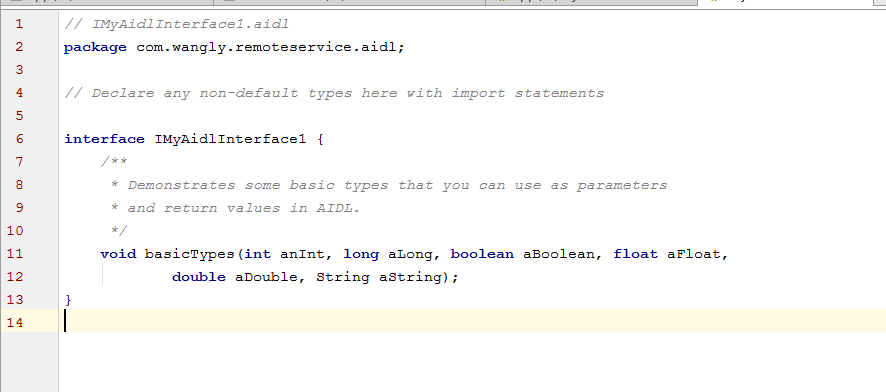 1 // IMyAidlInterface1.aidl
2 package com.wangly.remoteservice.aidl;
3
4 // Declare any non-default types here with import statements
5
6 interface IMyAidlInterface1 {
7 /**
8 * Demonstrates some basic types that you can use as parameters
9 * and return values in AIDL.
10 */
11 void basicTypes(int anInt, long aLong, boolean aBoolean, float aFloat,
12 double aDouble, String aString);
13 }
14